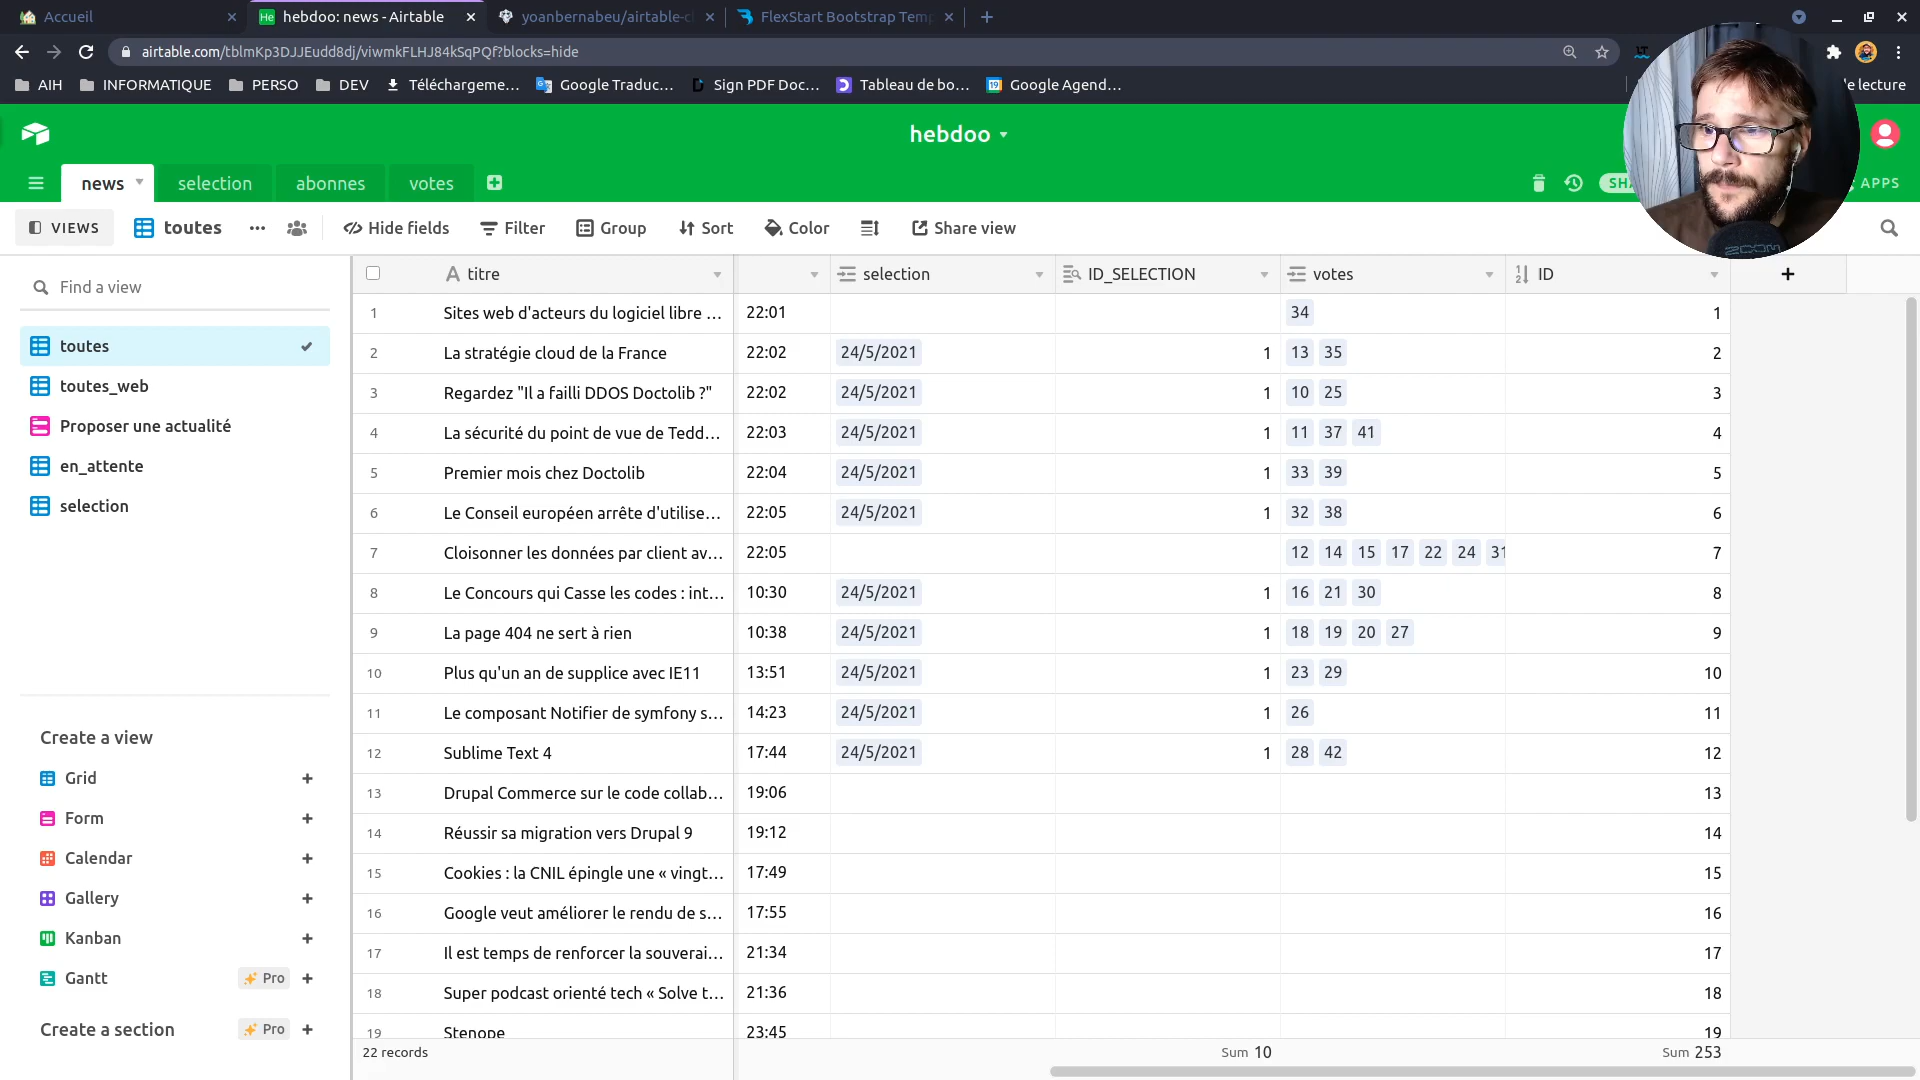 Accueil
hebdoo: news - Airtable
yoanbernabeu/airtable-cl
FlexStart Bootstrap Temp
airtable.com/tblmKp3DJJEudd8dj/viwmkFLHJ84kSqPQf?blocks=hide
AIH INFORMATIQUE PERSO DEV Téléchargeme... Google Traduc... Sign PDF Doc... Tableau de bo... Google Agend... de lecture
hebdoo
news selection abonnes votes
SHA APPS
VIEWS toutes Hide fields Filter Group Sort Color Share view
Find a view
toutes
toutes_web
Proposer une actualité
en_attente
selection
Create a view
Grid
Form
Calendar
Gallery
Kanban
Gantt Pro
Create a section Pro
titre selection ID_SELECTION votes ID
1 Sites web d'acteurs du logiciel libre ... 22:01 34 1
2 La stratégie cloud de la France 22:02 24/5/2021 1 13 35 2
3 Regardez "Il a failli DDOS Doctolib ?" 22:02 24/5/2021 1 10 25 3
4 La sécurité du point de vue de Tedd... 22:03 24/5/2021 1 11 37 41 4
5 Premier mois chez Doctolib 22:04 24/5/2021 1 33 39 5
6 Le Conseil européen arrête d'utilise... 22:05 24/5/2021 1 32 38 6
7 Cloisonner les données par client av... 22:05 12 14 15 17 22 24 31 7
8 Le Concours qui Casse les codes : int... 10:30 24/5/2021 1 16 21 30 8
9 La page 404 ne sert à rien 10:38 24/5/2021 1 18 19 20 27 9
10 Plus qu'un an de supplice avec IE11 13:51 24/5/2021 1 23 29 10
11 Le composant Notifier de symfony s... 14:23 24/5/2021 1 26 11
12 Sublime Text 4 17:44 24/5/2021 1 28 42 12
13 Drupal Commerce sur le code collab... 19:06 13
14 Réussir sa migration vers Drupal 9 19:12 14
15 Cookies : la CNIL épingle une « vingt... 17:49 15
16 Google veut améliorer le rendu de s... 17:55 16
17 Il est temps de renforcer la souverai... 21:34 17
18 Super podcast orienté tech « Solve t... 21:36 18
19 Stenope 23:45 19
22 records Sum 10 Sum 253
zoom